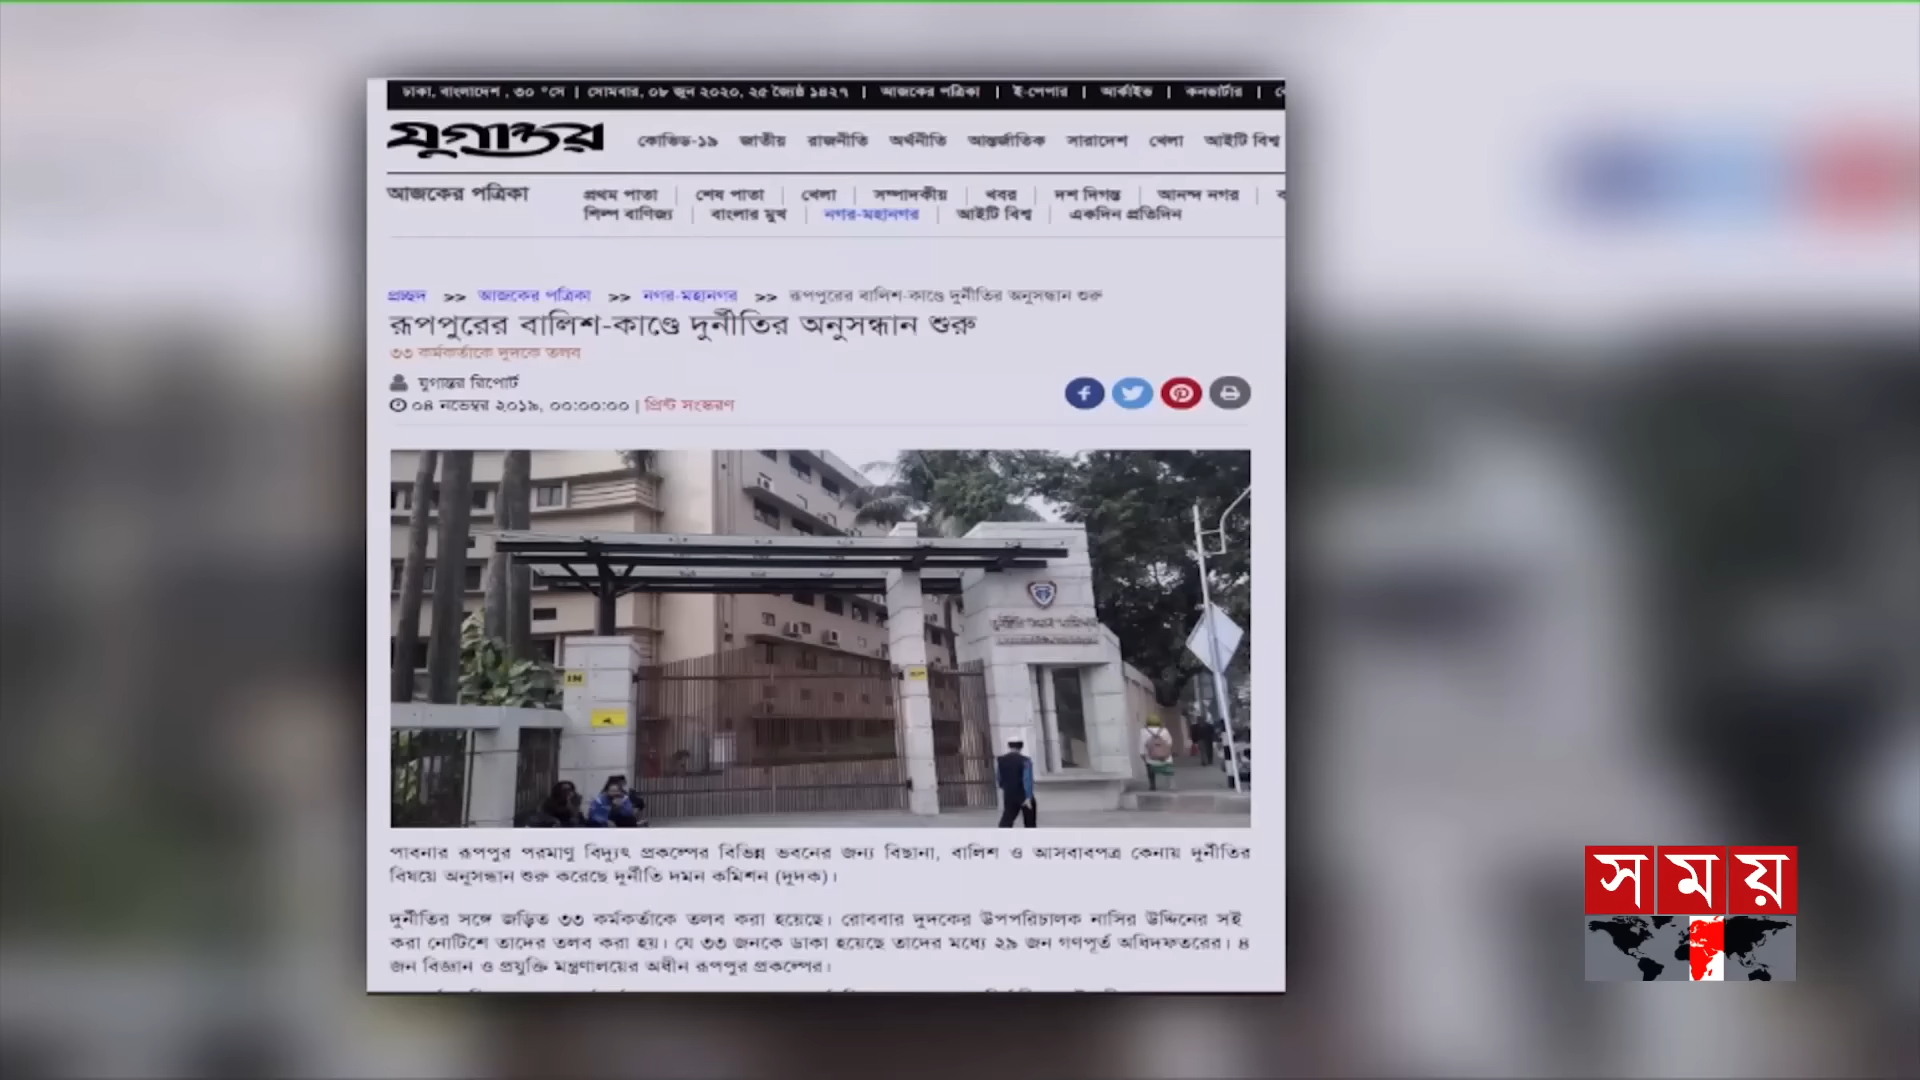 ঢাকা, বাংলাদেশ , ৩০ °সে | সোমবার, ০৮ জুন ২০২০, ২৫ জ্যৈষ্ঠ ১৪২৭ | আজকের পত্রিকা | ই-পেপার | আর্কাইভ | কনভার্টার |
যুগান্তর কোভিড-১৯ জাতীয় রাজনীতি অর্থনীতি আন্তর্জাতিক সারাদেশ খেলা আইটি বিশ্ব
আজকের পত্রিকা প্রথম পাতা | শেষ পাতা | খেলা | সম্পাদকীয় | খবর | দশ দিগন্ত | আনন্দ নগর |
শিল্প বাণিজ্য | বাংলার মুখ | নগর-মহানগর | আইটি বিশ্ব | একদিন প্রতিদিন
প্রচ্ছদ >> আজকের পত্রিকা >> নগর-মহানগর >> রূপপুরের বালিশ-কাণ্ডে দুর্নীতির অনুসন্ধান শুরু
রূপপুরের বালিশ-কাণ্ডে দুর্নীতির অনুসন্ধান শুরু
৩৩ কর্মকর্তাকে দুদকে তলব
যুগান্তর রিপোর্ট
০৪ নভেম্বর ২০১৯, ০০:০০:০০ | প্রিন্ট সংস্করণ
IN
পাবনার রূপপুর পরমাণু বিদ্যুৎ প্রকল্পের বিভিন্ন ভবনের জন্য বিছানা, বালিশ ও আসবাবপত্র কেনায় দুর্নীতির
বিষয়ে অনুসন্ধান শুরু করেছে দুর্নীতি দমন কমিশন (দুদক)।
দুর্নীতির সঙ্গে জড়িত ৩৩ কর্মকর্তাকে তলব করা হয়েছে। রোববার দুদকের উপপরিচালক নাসির উদ্দিনের সই
করা নোটিশে তাদের তলব করা হয়। যে ৩৩ জনকে ডাকা হয়েছে তাদের মধ্যে ২৯ জন গণপূর্ত অধিদফতরের। ৪
জন বিজ্ঞান ও প্রযুক্তি মন্ত্রণালয়ের অধীন রূপপুর প্রকল্পের।
সময়